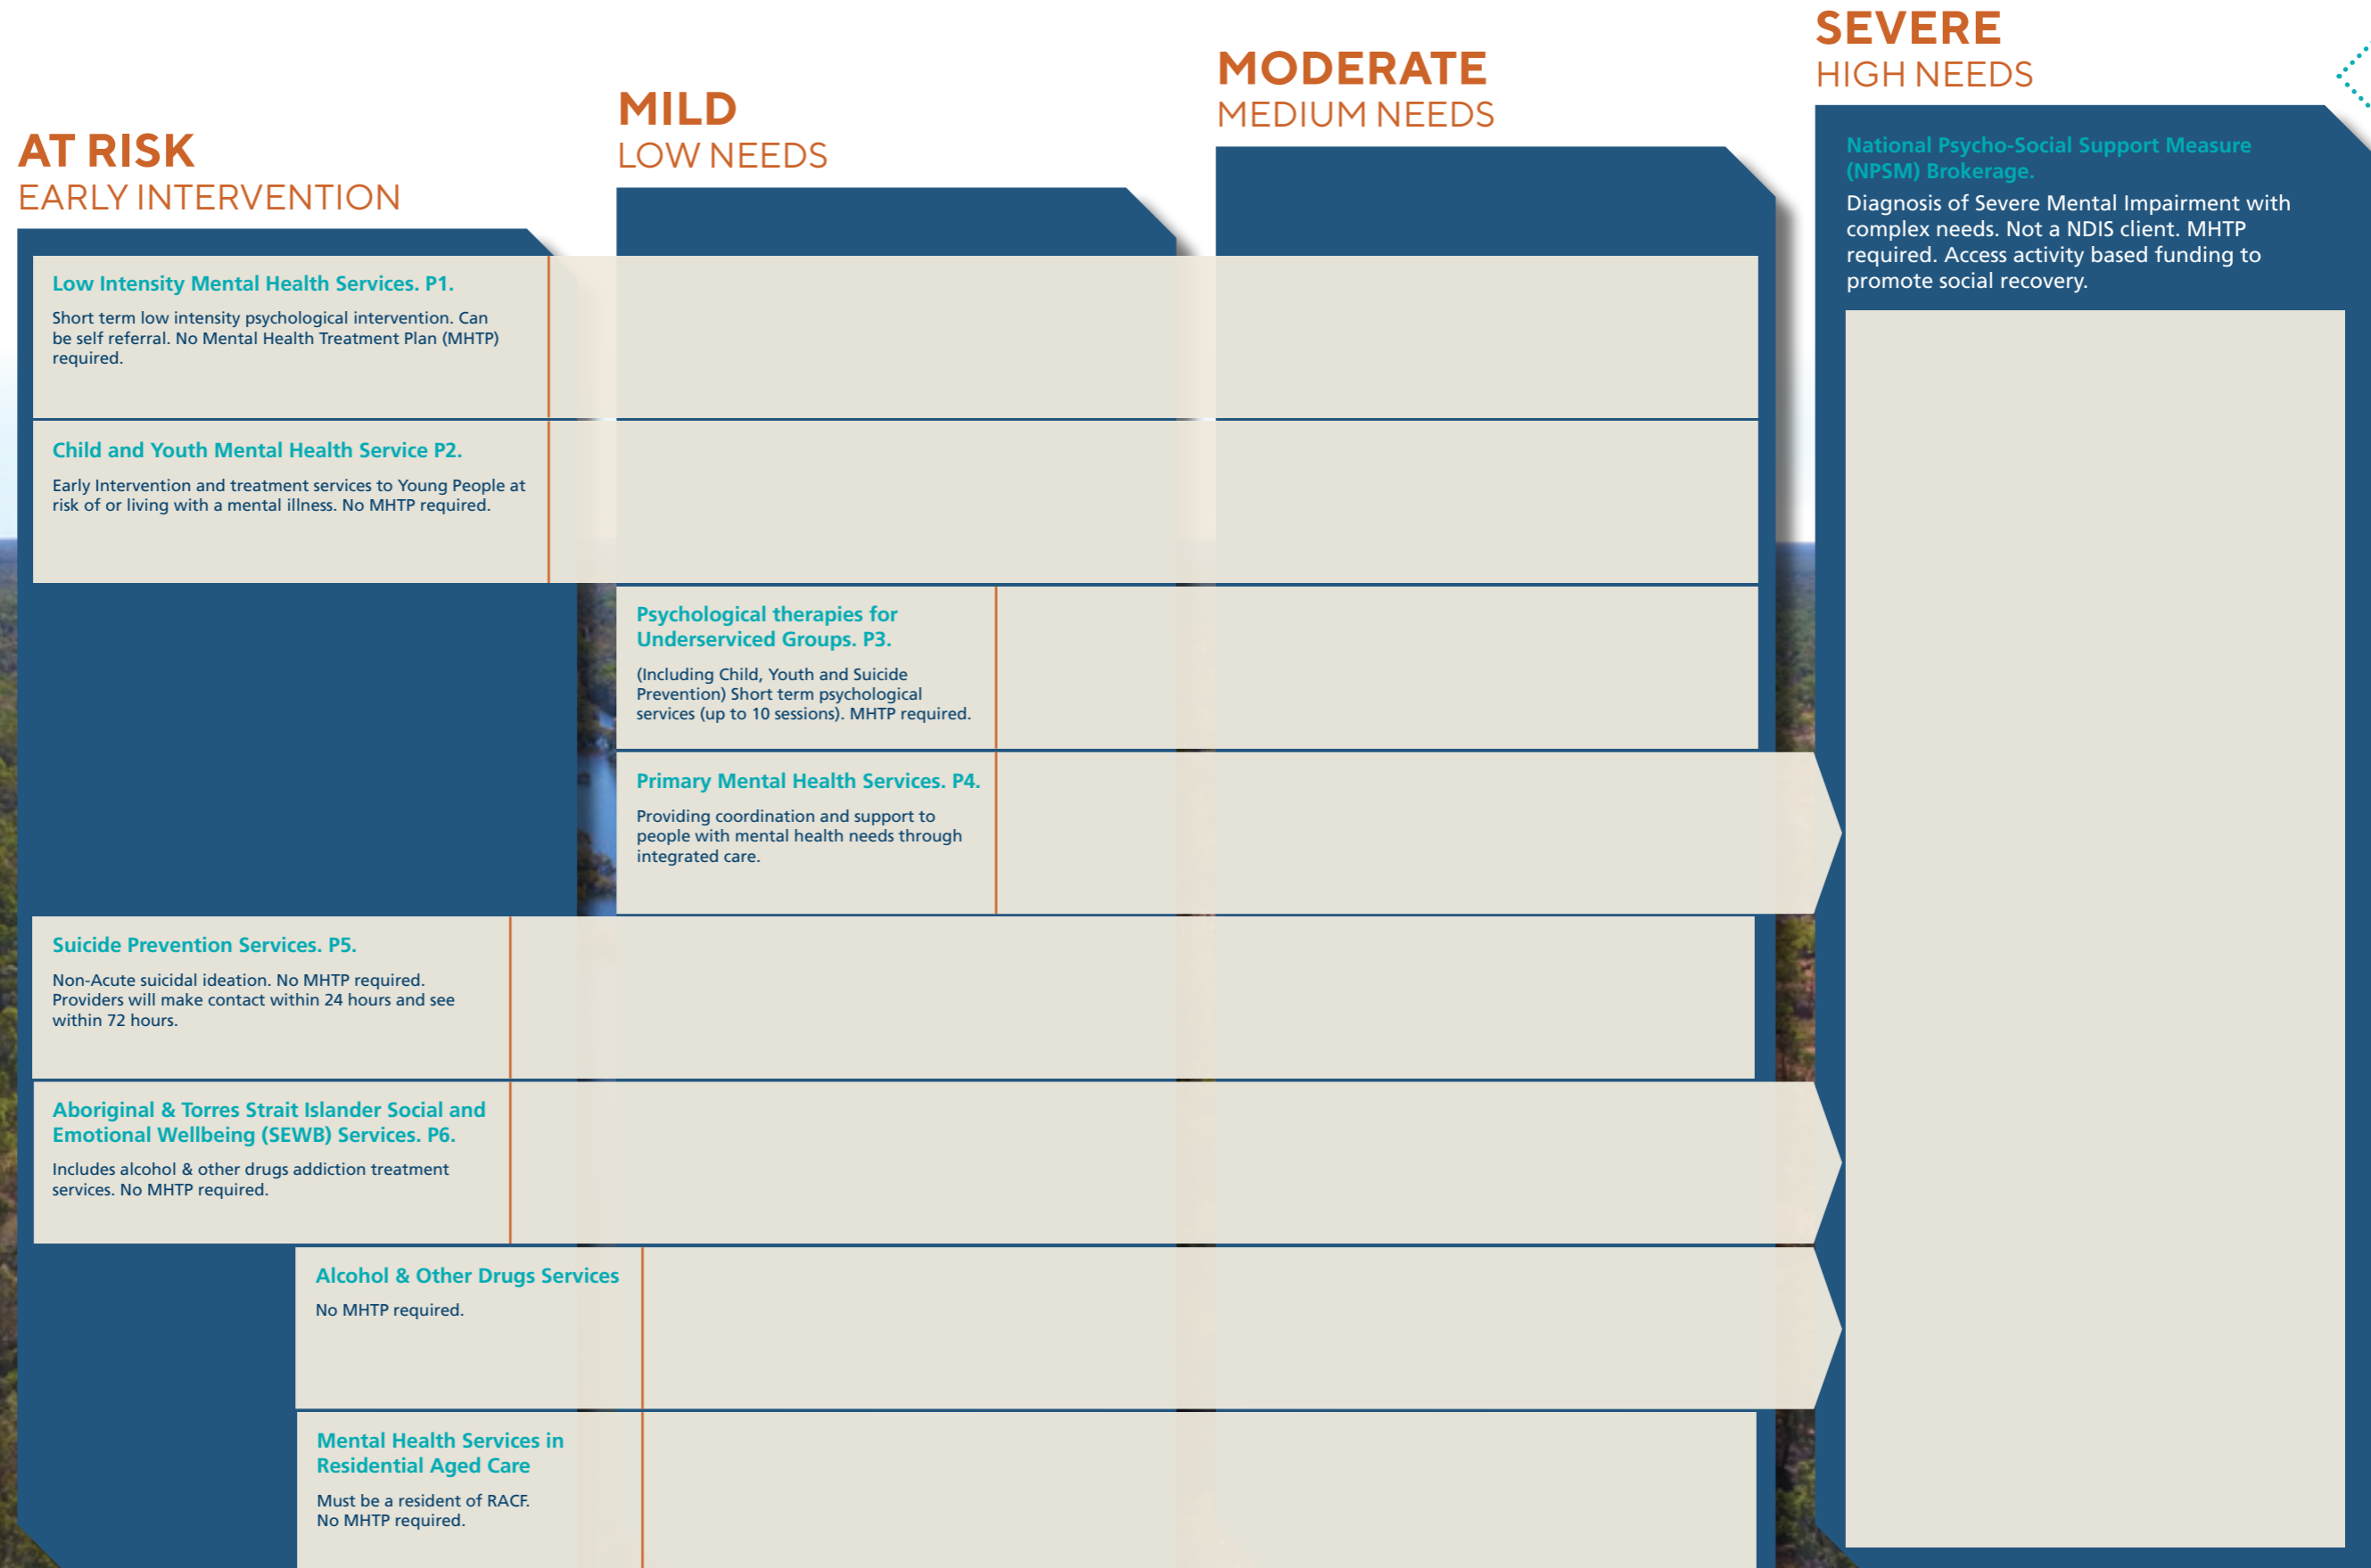 AT RISK
EARLY INTERVENTION
MILD
LOW NEEDS
MODERATE
MEDIUM NEEDS
SEVERE
HIGH NEEDS
National Psycho-Social Support Measure
(NPSM) Brokerage.
Diagnosis of Severe Mental Impairment with
complex needs. Not a NDIS client. MHTP
required. Access activity based funding to
promote social recovery.
Low Intensity Mental Health Services. P1.
Short term low intensity psychological intervention. Can
be self referral. No Mental Health Treatment Plan (MHTP)
required.
Child and Youth Mental Health Service P2.
Early Intervention and treatment services to Young People at
risk of or living with a mental illness. No MHTP required.
Psychological therapies for
Underserviced Groups. P3.
(Including Child, Youth and Suicide
Prevention) Short term psychological
services (up to 10 sessions). MHTP required.
Primary Mental Health Services. P4.
Providing coordination and support to
people with mental health needs through
integrated care.
Suicide Prevention Services. P5.
Non-Acute suicidal ideation. No MHTP required.
Providers will make contact within 24 hours and see
within 72 hours.
Aboriginal & Torres Strait Islander Social and
Emotional Wellbeing (SEWB) Services. P6.
Includes alcohol & other drugs addiction treatment
services. No MHTP required.
Alcohol & Other Drugs Services
No MHTP required.
Mental Health Services in
Residential Aged Care
Must be a resident of RACF.
No MHTP required.